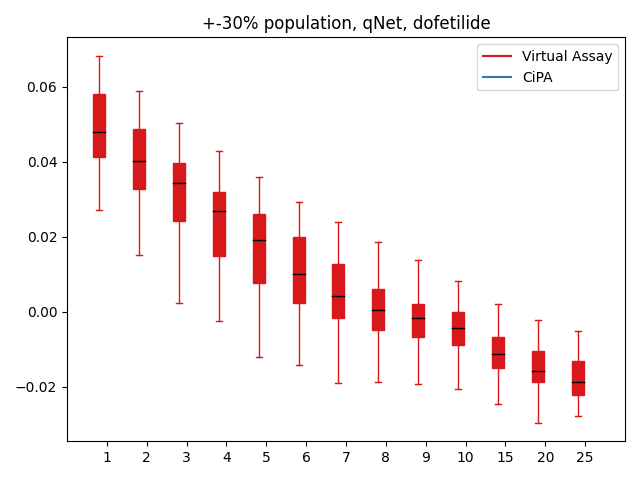 +-30% population, qNet, dofetilide
Virtual Assay
CiPA
0.06
0.04
0.02
0.00
−0.02
1 2 3 4 5 6 7 8 9 10 15 20 25